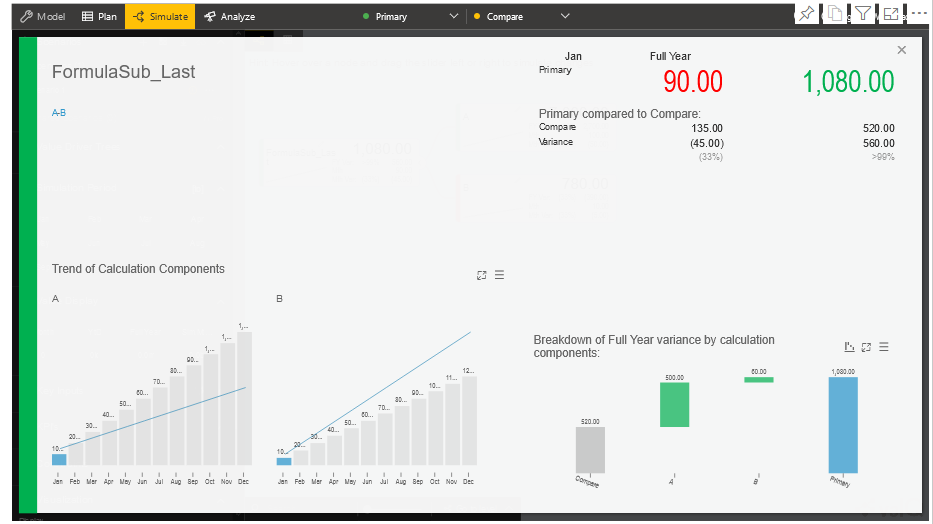 Model Plan Simulate Analyze Primary Compare
FormulaSub_Last
A-B
Jan Full Year
Primary 90.00 1,080.00
Primary compared to Compare:
Compare 135.00 520.00
Variance (45.00) 560.00
(33%) >99%
Trend of Calculation Components
A
10... 20... 30... 40... 50... 60... 70... 80... 90... 1,... 1,... 1,...
Jan Feb Mar Apr May Jun Jul Aug Sep Oct Nov Dec
B
10... 20... 30... 40... 50... 60... 70... 80... 90... 10... 11... 12...
Jan Feb Mar Apr May Jun Jul Aug Sep Oct Nov Dec
Breakdown of Full Year variance by calculation
components:
520.00 500.00 60.00 1,080.00
Compare A B Primary